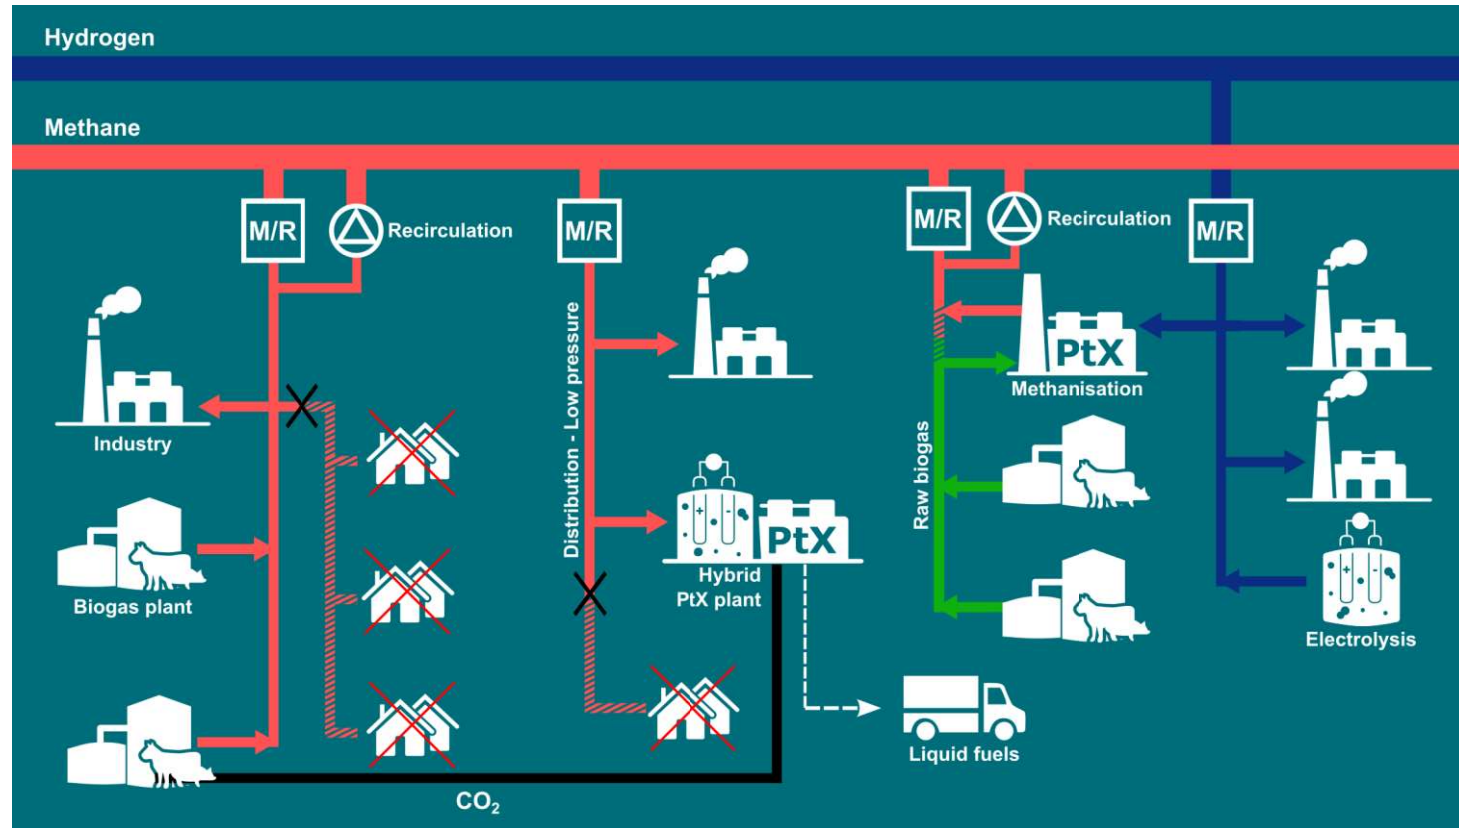 Hydrogen
Methane
M/R
Recirculation
M/R
M/R
Recirculation
M/R
Distribution - Low pressure
Raw biogas
PtX
Methanisation
Industry
PtX
Hybrid
PtX plant
Biogas plant
Electrolysis
Liquid fuels
CO₂